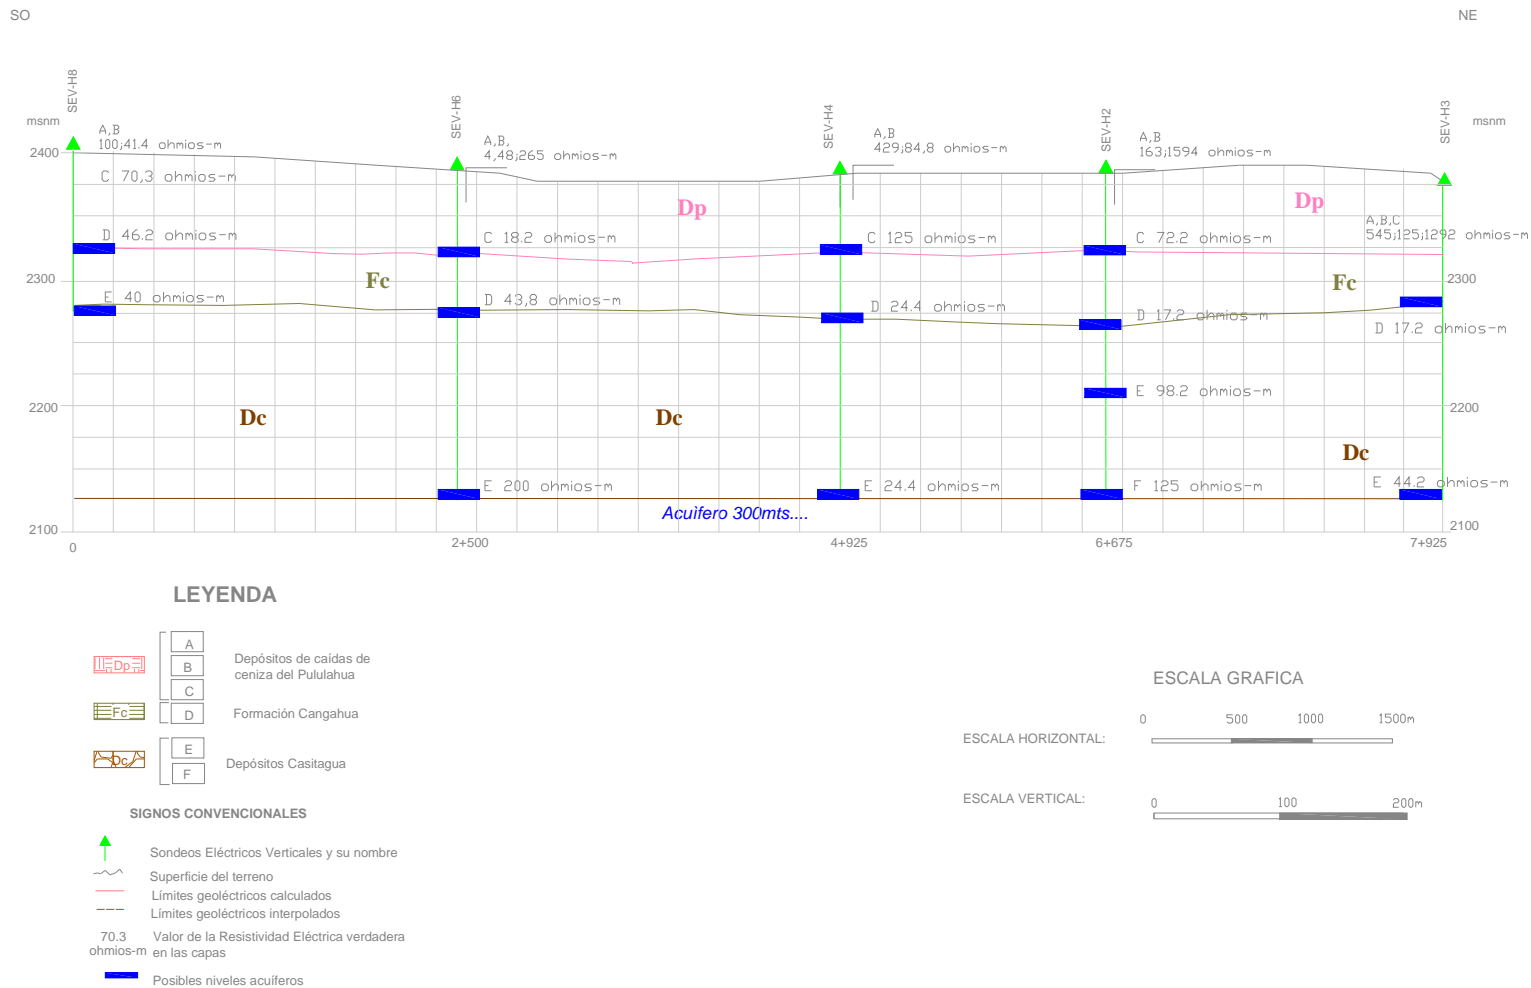 SO
NE
SEV-H8
SEV-H6
SEV-H4
SEV-H2
SEV-H3
msnm
msnm
A,B
100;41.4 ohmios-m
A,B,
4,48;265 ohmios-m
A,B
429;84,8 ohmios-m
A,B
163;1594 ohmios-m
2400
C 70,3 ohmios-m
Dp
Dp
A,B,C
545;125;1292 ohmios-m
D 46.2 ohmios-m
C 18.2 ohmios-m
C 125 ohmios-m
C 72.2 ohmios-m
2300
Fc
Fc
2300
E 40 ohmios-m
D 43,8 ohmios-m
D 24.4 ohmios-m
D 17.2 ohmios-m
D 17.2 ohmios-m
E 98.2 ohmios-m
2200
2200
Dc
Dc
Dc
E 200 ohmios-m
E 24.4 ohmios-m
F 125 ohmios-m
E 44.2 ohmios-m
Acuifero 300mts....
2100
2100
0
2+500
4+925
6+675
7+925
LEYENDA
Dp
A
B
C
Depósitos de caídas de
ceniza del Pululahua
Fc
D
Formación Cangahua
Dc
E
F
Depósitos Casitagua
SIGNOS CONVENCIONALES
Sondeos Eléctricos Verticales y su nombre
Superficie del terreno
Límites geoléctricos calculados
Límites geoléctricos interpolados
70.3
ohmios-m
Valor de la Resistividad Eléctrica verdadera
en las capas
Posibles niveles acuíferos
ESCALA GRAFICA
0 500 1000 1500m
ESCALA HORIZONTAL:
ESCALA VERTICAL:
0 100 200m